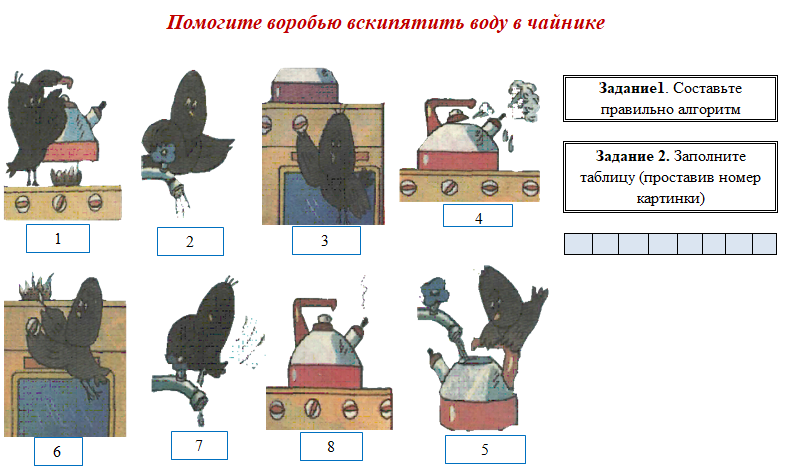 Помогите воробью вскипятить воду в чайнике
Задание1. Составьте
правильно алгоритм
Задание 2. Заполните
таблицу (проставив номер
картинки)
1
2
3
4
6
7
8
5